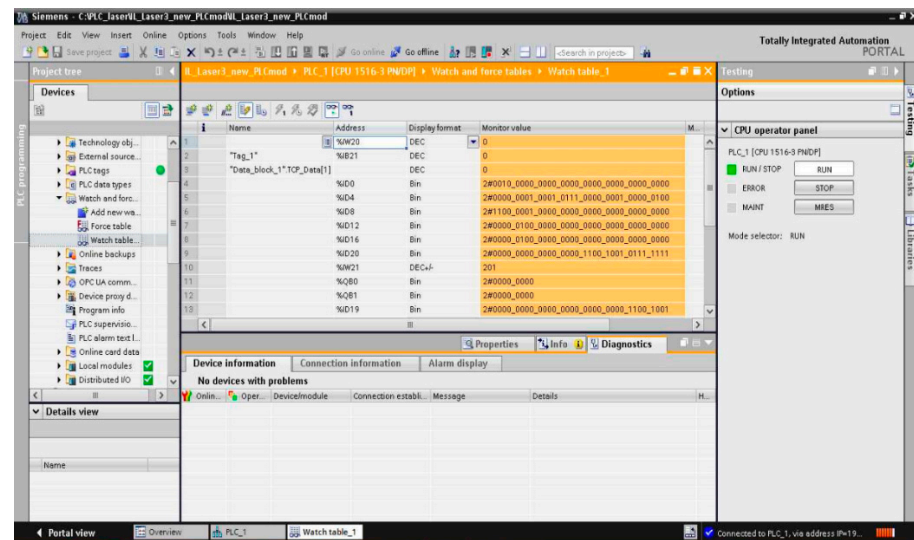 Siemens - C:\PLC_laser\IL_Laser3_new_PLCmod\IL_Laser3_new_PLCmod
Project Edit View Insert Online Options Tools Window Help
Totally Integrated Automation
PORTAL
Save project Go online Go offline <Search in project>
Project tree
IL_Laser3_new_PLCmod PLC_1 [CPU 1516-3 PN/DP] Watch and force tables Watch table_1
Testing
Devices
Options
i Name Address Display format Monitor value M...
1 %IW20 DEC 0
2 "Tag_1" %IB21 DEC 0
3 "Data_block_1".TCP_Data[1] DEC 0
4 %ID0 Bin 2#0010_0000_0000_0000_0000_0000_0000_0000
5 %ID4 Bin 2#0000_0001_0001_0111_0000_0001_0000_0100
6 %ID8 Bin 2#1100_0001_0000_0000_0000_0000_0000_0000
7 %ID12 Bin 2#0000_0100_0000_0000_0000_0000_0000_0000
8 %ID16 Bin 2#0000_0100_0000_0000_0000_0000_0000_0000
9 %ID20 Bin 2#0000_0000_0000_0000_1100_1001_0111_1111
10 %IW21 DEC+/- 201
11 %QB0 Bin 2#0000_0000
12 %QB1 Bin 2#0000_0000
13 %ID19 Bin 2#0000_0000_0000_0000_0000_0000_1100_1001
Technology obj...
External source...
PLC tags
PLC data types
Watch and forc...
Add new wa...
Force table
Watch table...
Online backups
Traces
OPC UA comm...
Device proxy d...
Program info
PLC supervisio...
PLC alarm text l...
Online card data
Local modules
Distributed I/O
PLC programming
CPU operator panel
PLC_1 [CPU 1516-3 PN/DP]
RUN / STOP RUN
ERROR STOP
MAINT MRES
Mode selector: RUN
Testing
Tasks
Libraries
Properties Info Diagnostics
Device information Connection information Alarm display
No devices with problems
Onlin... Oper... Device/module Connection establi... Message Details H...
Details view
Name
Portal view Overview PLC_1 Watch table_1
Connected to PLC_1, via address IP=19...